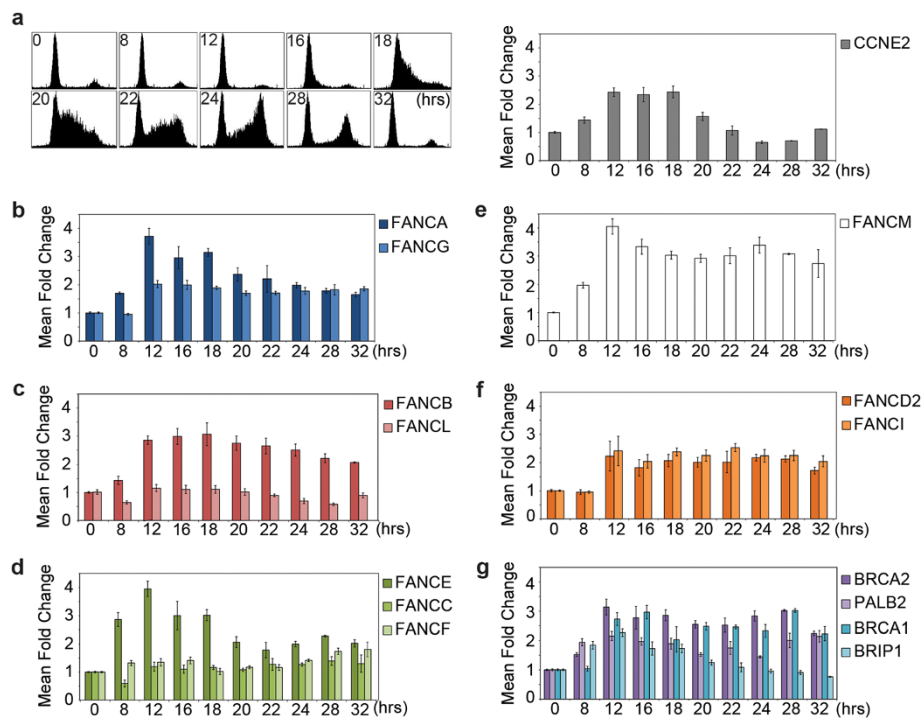 a
0 8 12 16 18
20 22 24 28 32 (hrs)
Mean Fold Change
4
3
2
1
0
0 8 12 16 18 20 22 24 28 32 (hrs)
CCNE2
b
Mean Fold Change
4
3
2
1
0
0 8 12 16 18 20 22 24 28 32 (hrs)
FANCA
FANCG
e
Mean Fold Change
4
3
2
1
0
0 8 12 16 18 20 22 24 28 32 (hrs)
FANCM
c
Mean Fold Change
4
3
2
1
0
0 8 12 16 18 20 22 24 28 32 (hrs)
FANCB
FANCL
f
Mean Fold Change
4
3
2
1
0
0 8 12 16 18 20 22 24 28 32 (hrs)
FANCD2
FANCI
d
Mean Fold Change
4
3
2
1
0
0 8 12 16 18 20 22 24 28 32 (hrs)
FANCE
FANCC
FANCF
g
Mean Fold Change
4
3
2
1
0
0 8 12 16 18 20 22 24 28 32 (hrs)
BRCA2
PALB2
BRCA1
BRIP1